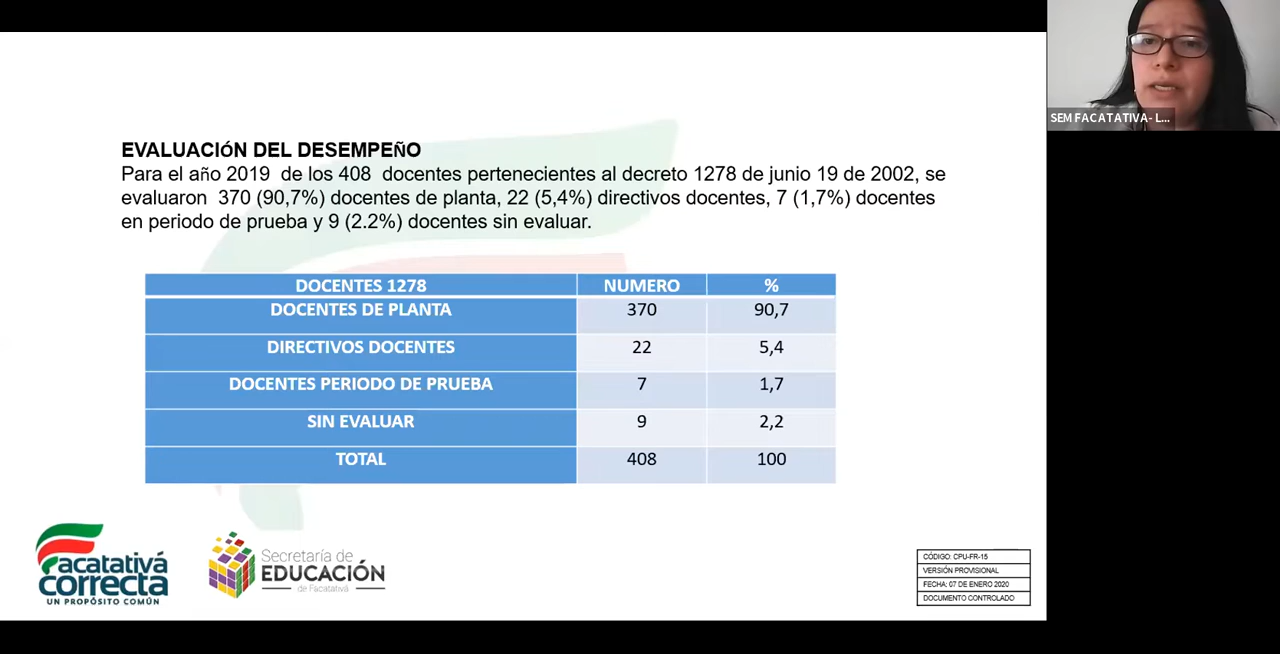 EVALUACIÓN DEL DESEMPEÑO
Para el año 2019 de los 408 docentes pertenecientes al decreto 1278 de junio 19 de 2002, se
evaluaron 370 (90,7%) docentes de planta, 22 (5,4%) directivos docentes, 7 (1,7%) docentes
en periodo de prueba y 9 (2.2%) docentes sin evaluar.
DOCENTES 1278 NUMERO %
DOCENTES DE PLANTA 370 90,7
DIRECTIVOS DOCENTES 22 5,4
DOCENTES PERIODO DE PRUEBA 7 1,7
SIN EVALUAR 9 2,2
TOTAL 408 100
Facatativá
correcta
UN PROPÓSITO COMÚN
Secretaría de
EDUCACIÓN
de Facatativá
CÓDIGO: CPU-FR-15
VERSIÓN PROVISIONAL
FECHA: 07 DE ENERO 2020
DOCUMENTO CONTROLADO
SEM FACATATIVA- L...